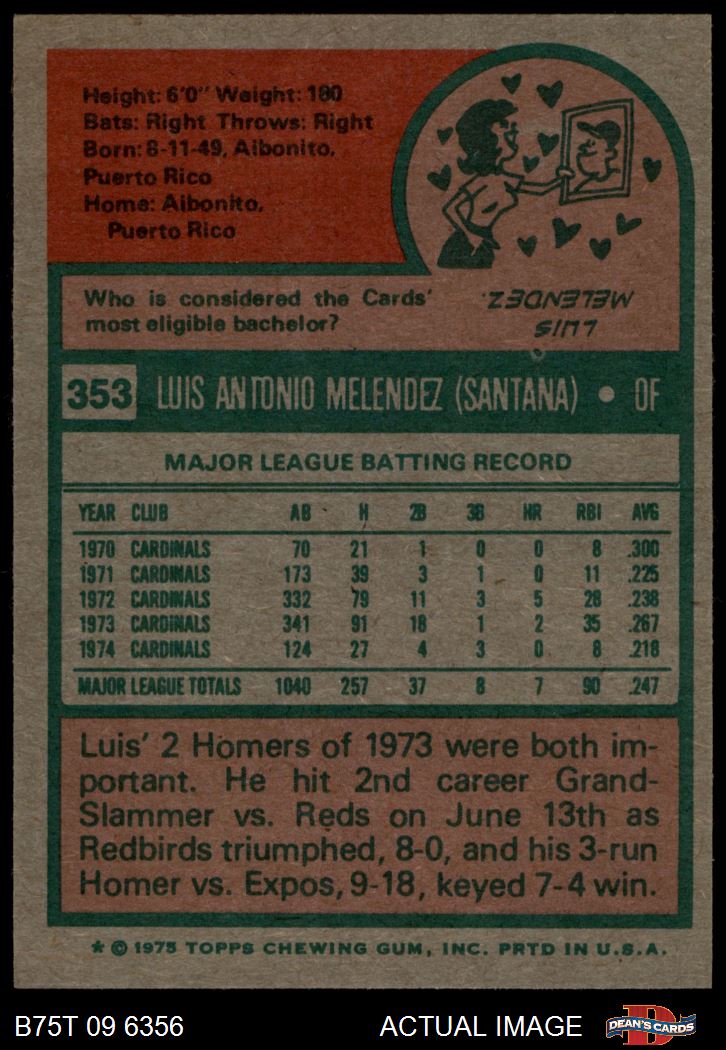 Height: 6'0" Weight: 180
Bats: Right Throws: Right
Born: 8-11-49, Aibonito,
Puerto Rico
Home: Aibonito,
Puerto Rico
Who is considered the Cards'
most eligible bachelor?
LUIS
MELENDEZ.
353 LUIS ANTONIO MELENDEZ (SANTANA) • OF
MAJOR LEAGUE BATTING RECORD
YEAR CLUB AB H 2B 3B HR RBI AVG
1970 CARDINALS 70 21 1 0 0 8 .300
1971 CARDINALS 173 39 3 1 0 11 .225
1972 CARDINALS 332 79 11 3 5 28 .238
1973 CARDINALS 341 91 18 1 2 35 .267
1974 CARDINALS 124 27 4 3 0 8 .218
MAJOR LEAGUE TOTALS 1040 257 37 8 7 90 .247
Luis' 2 Homers of 1973 were both im-
portant. He hit 2nd career Grand-
Slammer vs. Reds on June 13th as
Redbirds triumphed, 8-0, and his 3-run
Homer vs. Expos, 9-18, keyed 7-4 win.
* © 1975 TOPPS CHEWING GUM, INC. PRTD IN U.S.A.
B75T 09 6356 ACTUAL IMAGE DEAN'S CARDS